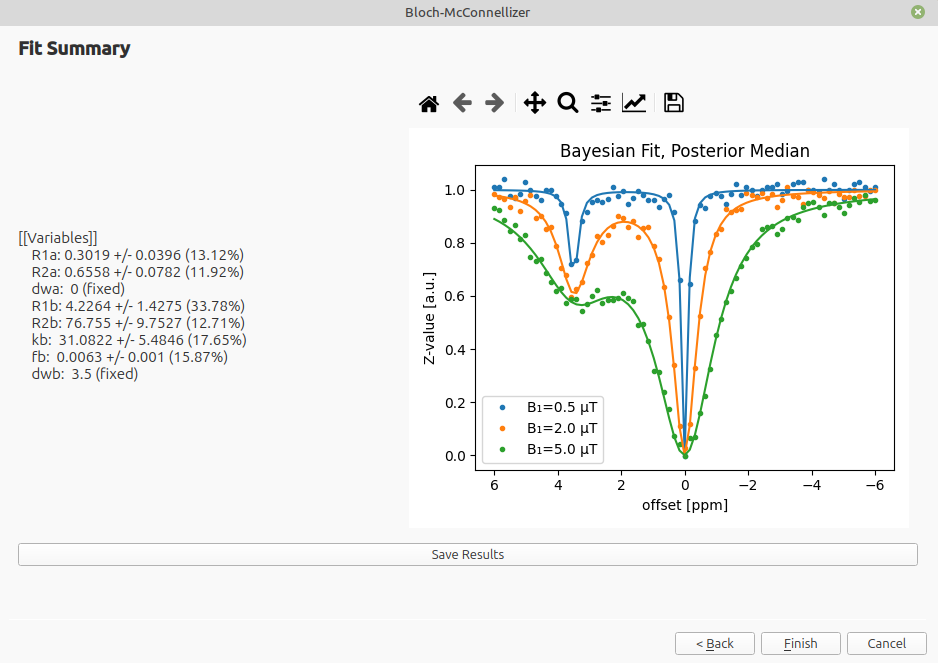 Bloch-McConnellizer
Fit Summary
[[Variables]]
R1a: 0.3019 +/- 0.0396 (13.12%)
R2a: 0.6558 +/- 0.0782 (11.92%)
dwa: 0 (fixed)
R1b: 4.2264 +/- 1.4275 (33.78%)
R2b: 76.755 +/- 9.7527 (12.71%)
kb: 31.0822 +/- 5.4846 (17.65%)
fb: 0.0063 +/- 0.001 (15.87%)
dwb: 3.5 (fixed)
Bayesian Fit, Posterior Median
Z-value [a.u.]
1.0
0.8
0.6
0.4
0.2
0.0
B₁=0.5 µT
B₁=2.0 µT
B₁=5.0 µT
6 4 2 0 −2 −4 −6
offset [ppm]
Save Results
< Back Finish Cancel